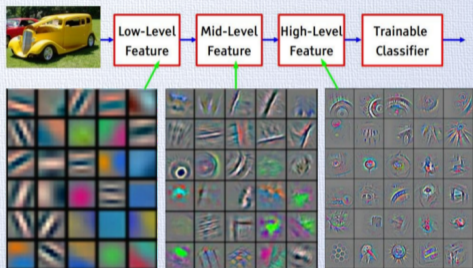 Low-Level
Feature
Mid-Level
Feature
High-Level
Feature
Trainable
Classifier